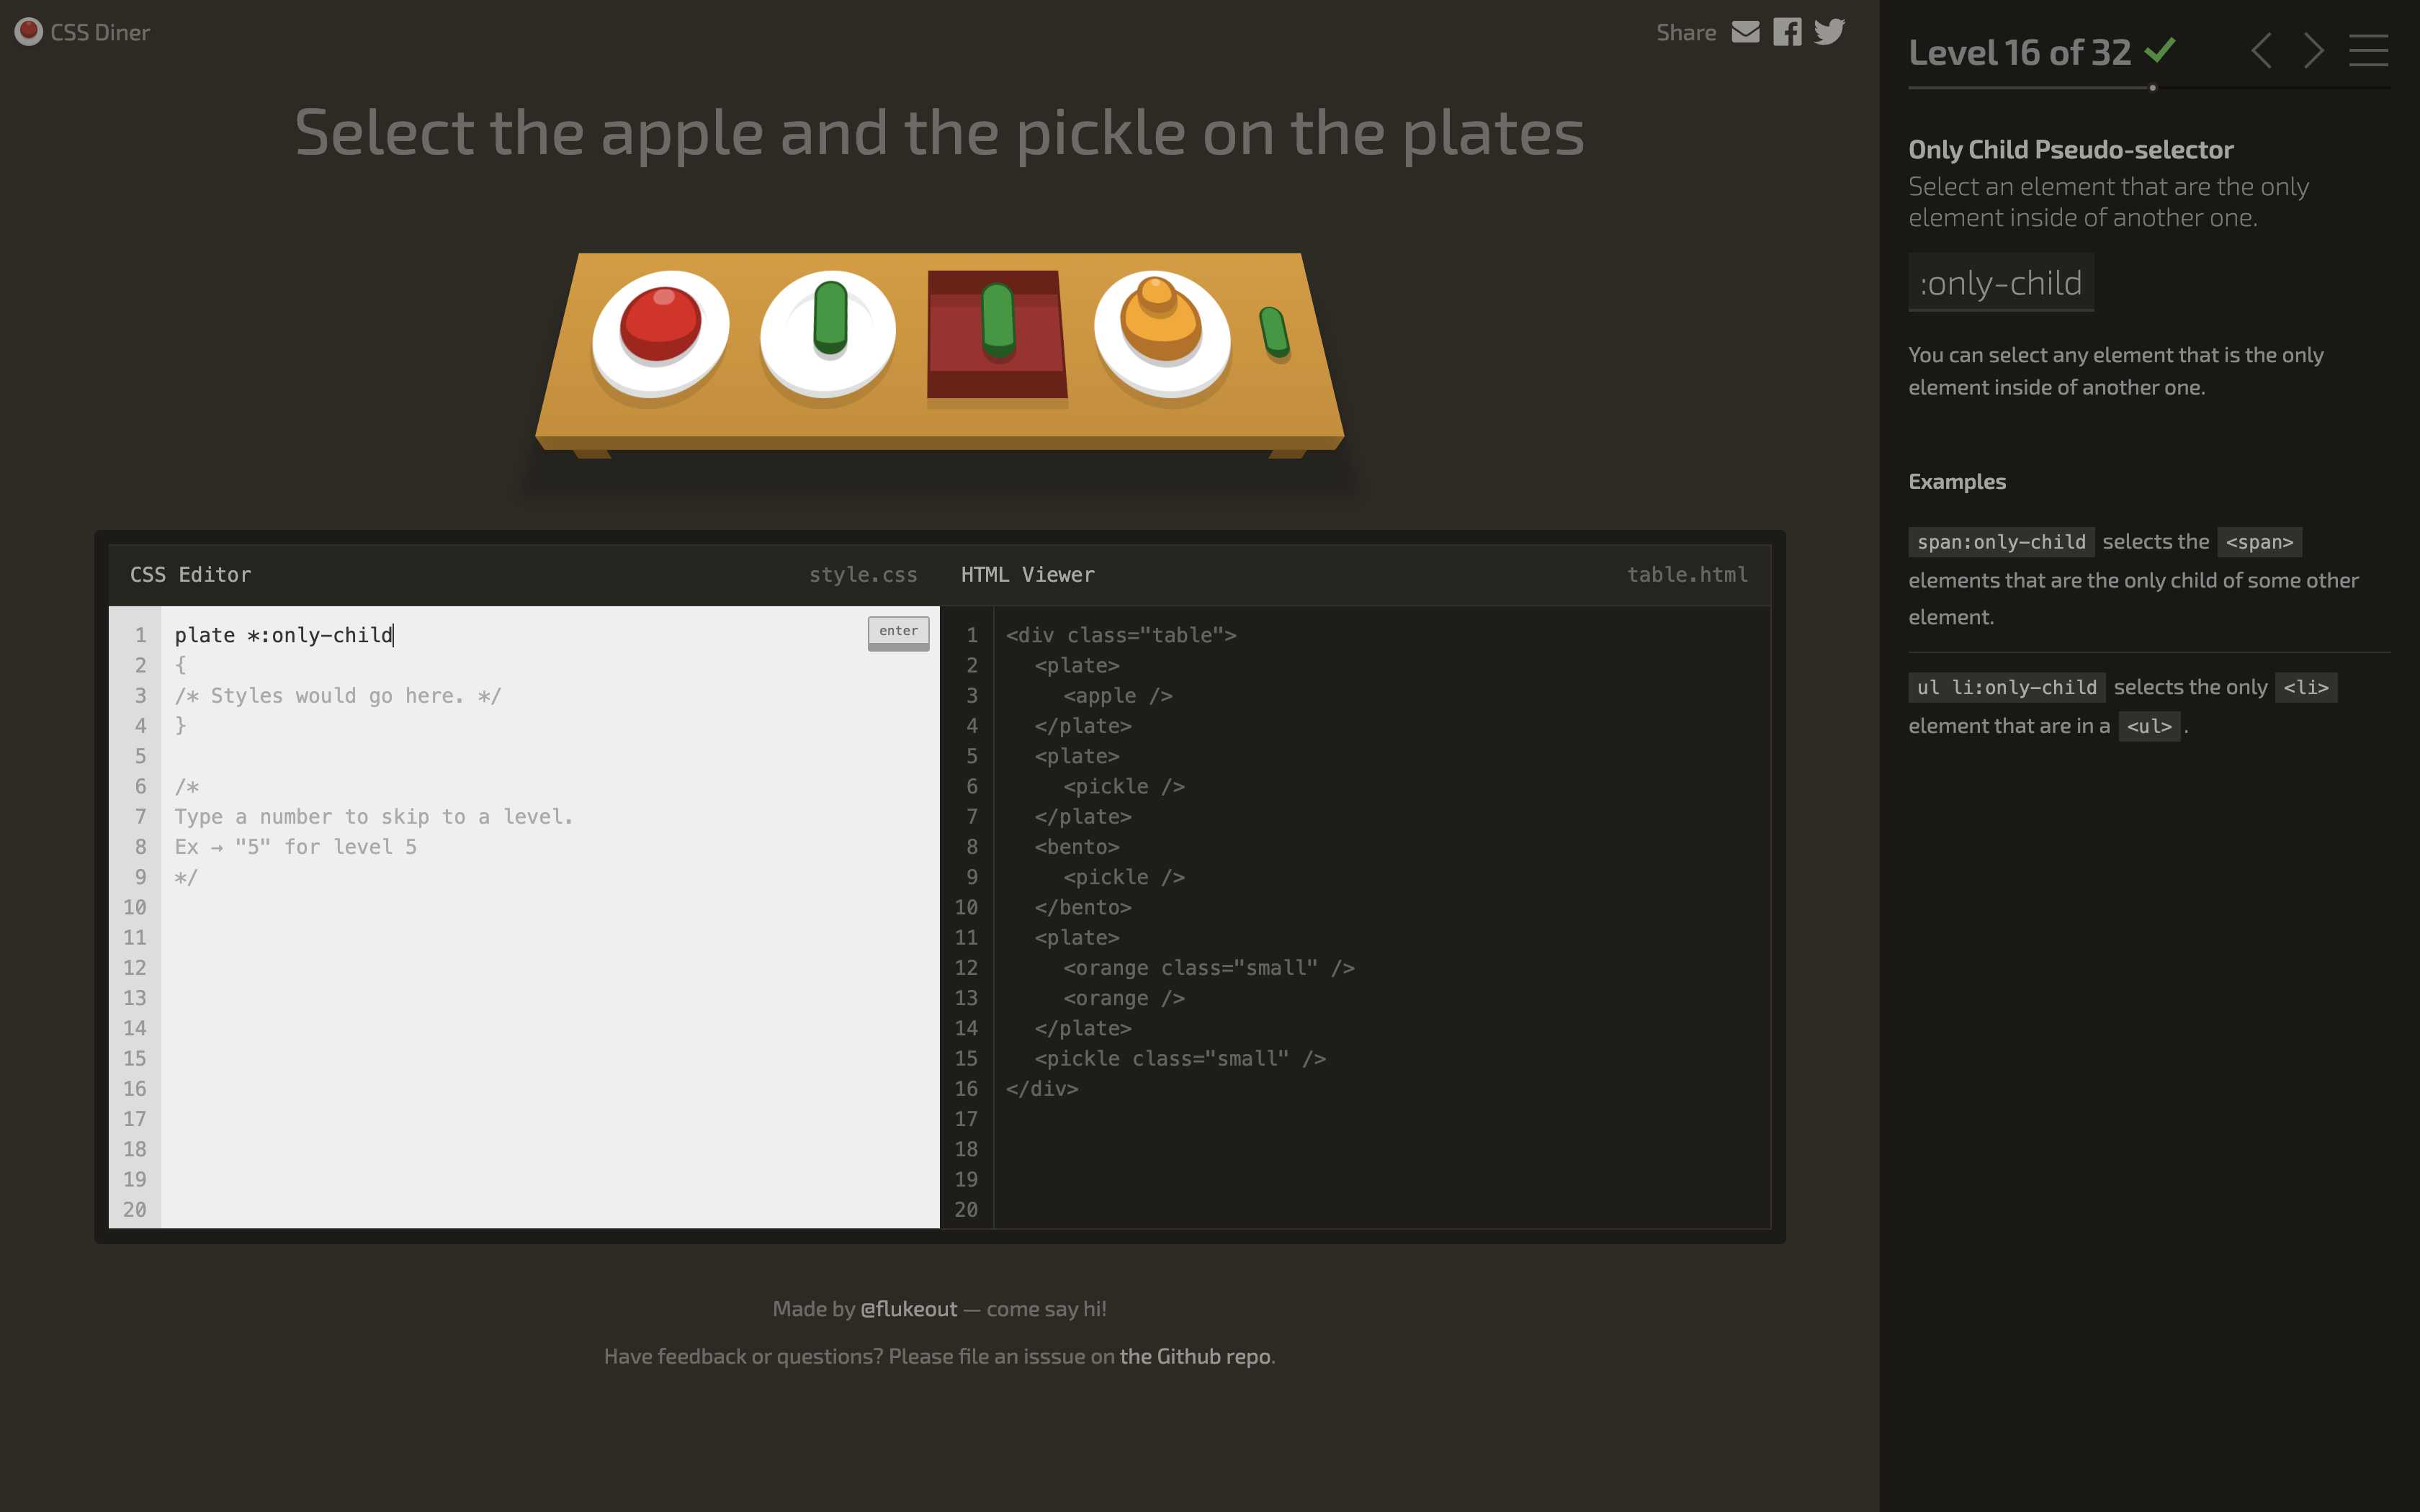 CSS Diner
Share
Select the apple and the pickle on the plates
CSS Editor
style.css
1 plate *:only-child
enter
2 {
3 /* Styles would go here. */
4 }
5
6 /*
7 Type a number to skip to a level.
8 Ex → "5" for level 5
9 */
10
11
12
13
14
15
16
17
18
19
20
HTML Viewer
table.html
1 <div class="table">
2 <plate>
3 <apple />
4 </plate>
5 <plate>
6 <pickle />
7 </plate>
8 <bento>
9 <pickle />
10 </bento>
11 <plate>
12 <orange class="small" />
13 <orange />
14 </plate>
15 <pickle class="small" />
16 </div>
17
18
19
20
Made by @flukeout — come say hi!
Have feedback or questions? Please file an isssue on the Github repo.
Level 16 of 32
Only Child Pseudo-selector
Select an element that are the only
element inside of another one.
:only-child
You can select any element that is the only
element inside of another one.
Examples
span:only-child selects the <span>
elements that are the only child of some other
element.
ul li:only-child selects the only <li>
element that are in a <ul> .